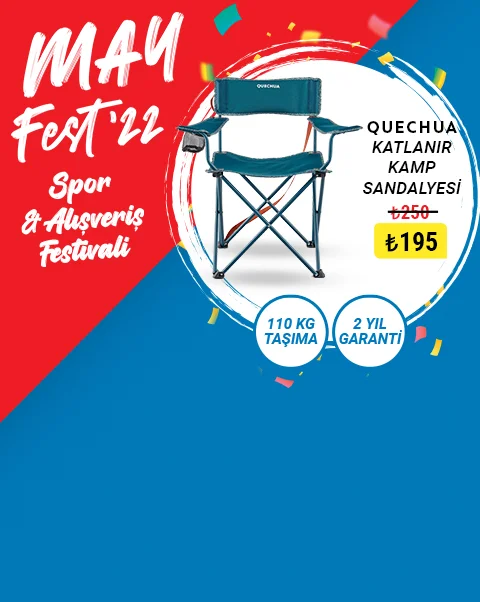 MAY
Fest '22
Spor
& Alışveriş
Festivali
QUECHUA
QUECHUA
KATLANIR
KAMP
SANDALYESİ
₺250
₺195
110 KG
TAŞIMA
2 YIL
GARANTİ